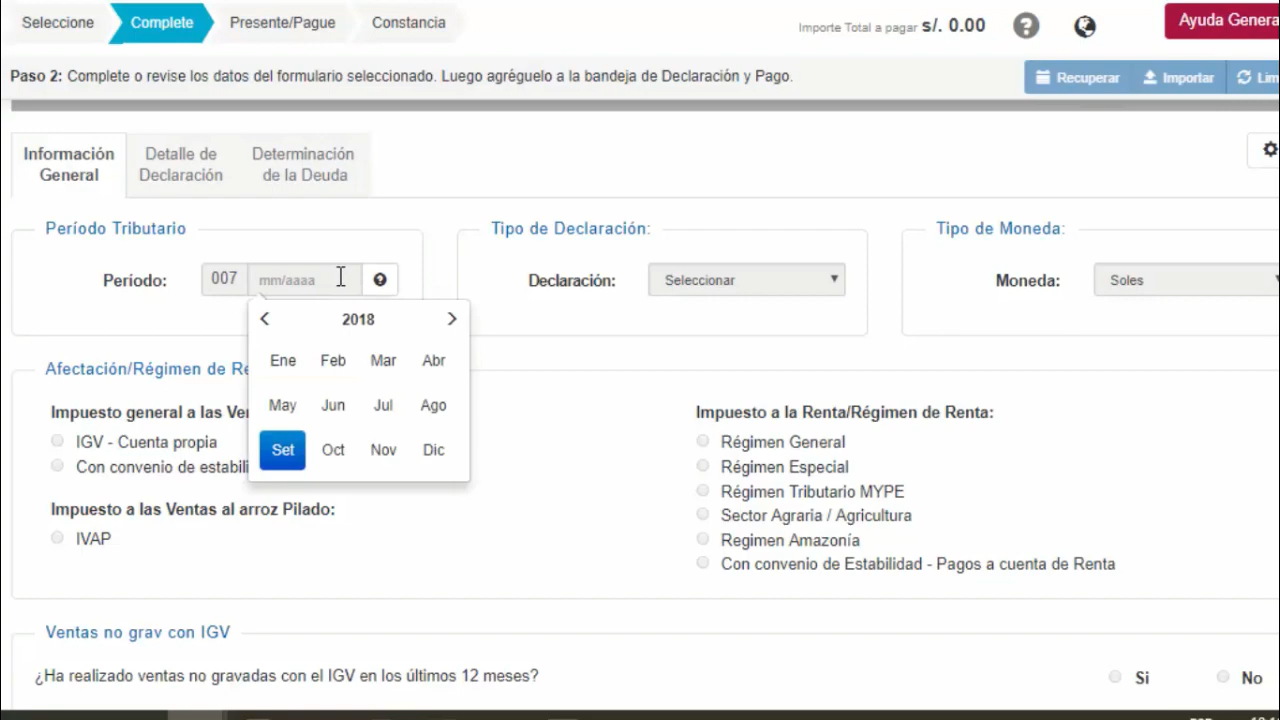 Seleccione
Complete
Presente/Pague
Constancia
Importe Total a pagar s/. 0.00
Ayuda Genera
Paso 2: Complete o revise los datos del formulario seleccionado. Luego agréguelo a la bandeja de Declaración y Pago.
Recuperar
Importar
Lim
Información
General
Detalle de
Declaración
Determinación
de la Deuda
Período Tributario
Período:
007
mm/aaaa
Tipo de Declaración:
Declaración:
Seleccionar
Tipo de Moneda:
Moneda:
Soles
2018
Ene Feb Mar Abr
May Jun Jul Ago
Set Oct Nov Dic
Afectación/Régimen de Re
Impuesto general a las Ve
IGV - Cuenta propia
Con convenio de estabili
Impuesto a las Ventas al arroz Pilado:
IVAP
Impuesto a la Renta/Régimen de Renta:
Régimen General
Régimen Especial
Régimen Tributario MYPE
Sector Agraria / Agricultura
Regimen Amazonía
Con convenio de Estabilidad - Pagos a cuenta de Renta
Ventas no grav con IGV
¿Ha realizado ventas no gravadas con el IGV en los últimos 12 meses?
Si
No